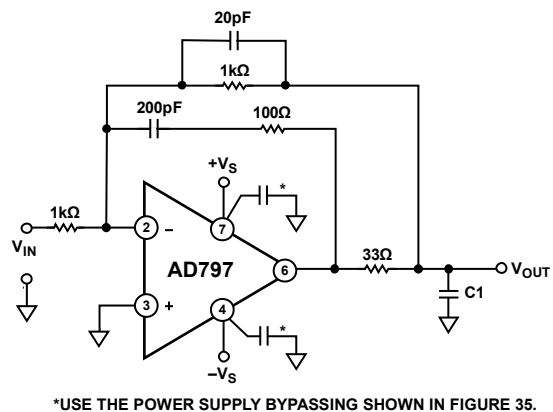 20pF
1kΩ
200pF
100Ω
+VS
*
1kΩ
2
−
7
VIN
33Ω
AD797
6
VOUT
3
+
C1
4
*
−VS
*USE THE POWER SUPPLY BYPASSING SHOWN IN FIGURE 35.